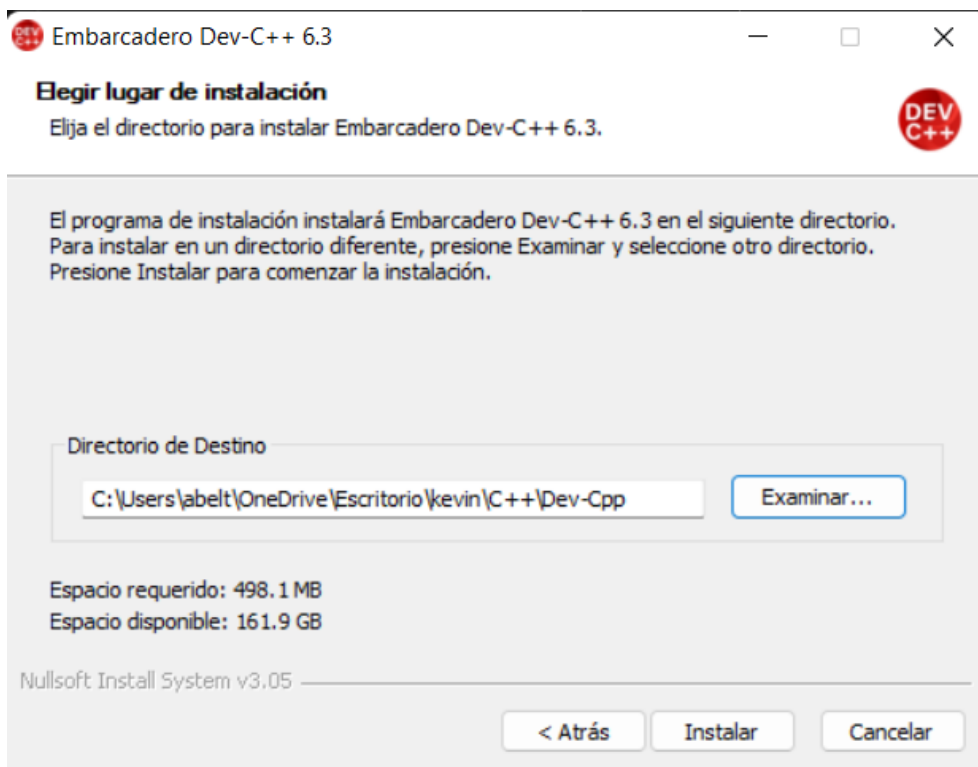 Embarcadero Dev-C++ 6.3
Elegir lugar de instalación
Elija el directorio para instalar Embarcadero Dev-C++ 6.3.
DEV
C++
El programa de instalación instalará Embarcadero Dev-C++ 6.3 en el siguiente directorio.
Para instalar en un directorio diferente, presione Examinar y seleccione otro directorio.
Presione Instalar para comenzar la instalación.
Directorio de Destino
C:\Users\abelt\OneDrive\Escritorio\kevin\C++\Dev-Cpp
Examinar...
Espacio requerido: 498.1 MB
Espacio disponible: 161.9 GB
Nullsoft Install System v3.05
< Atrás
Instalar
Cancelar